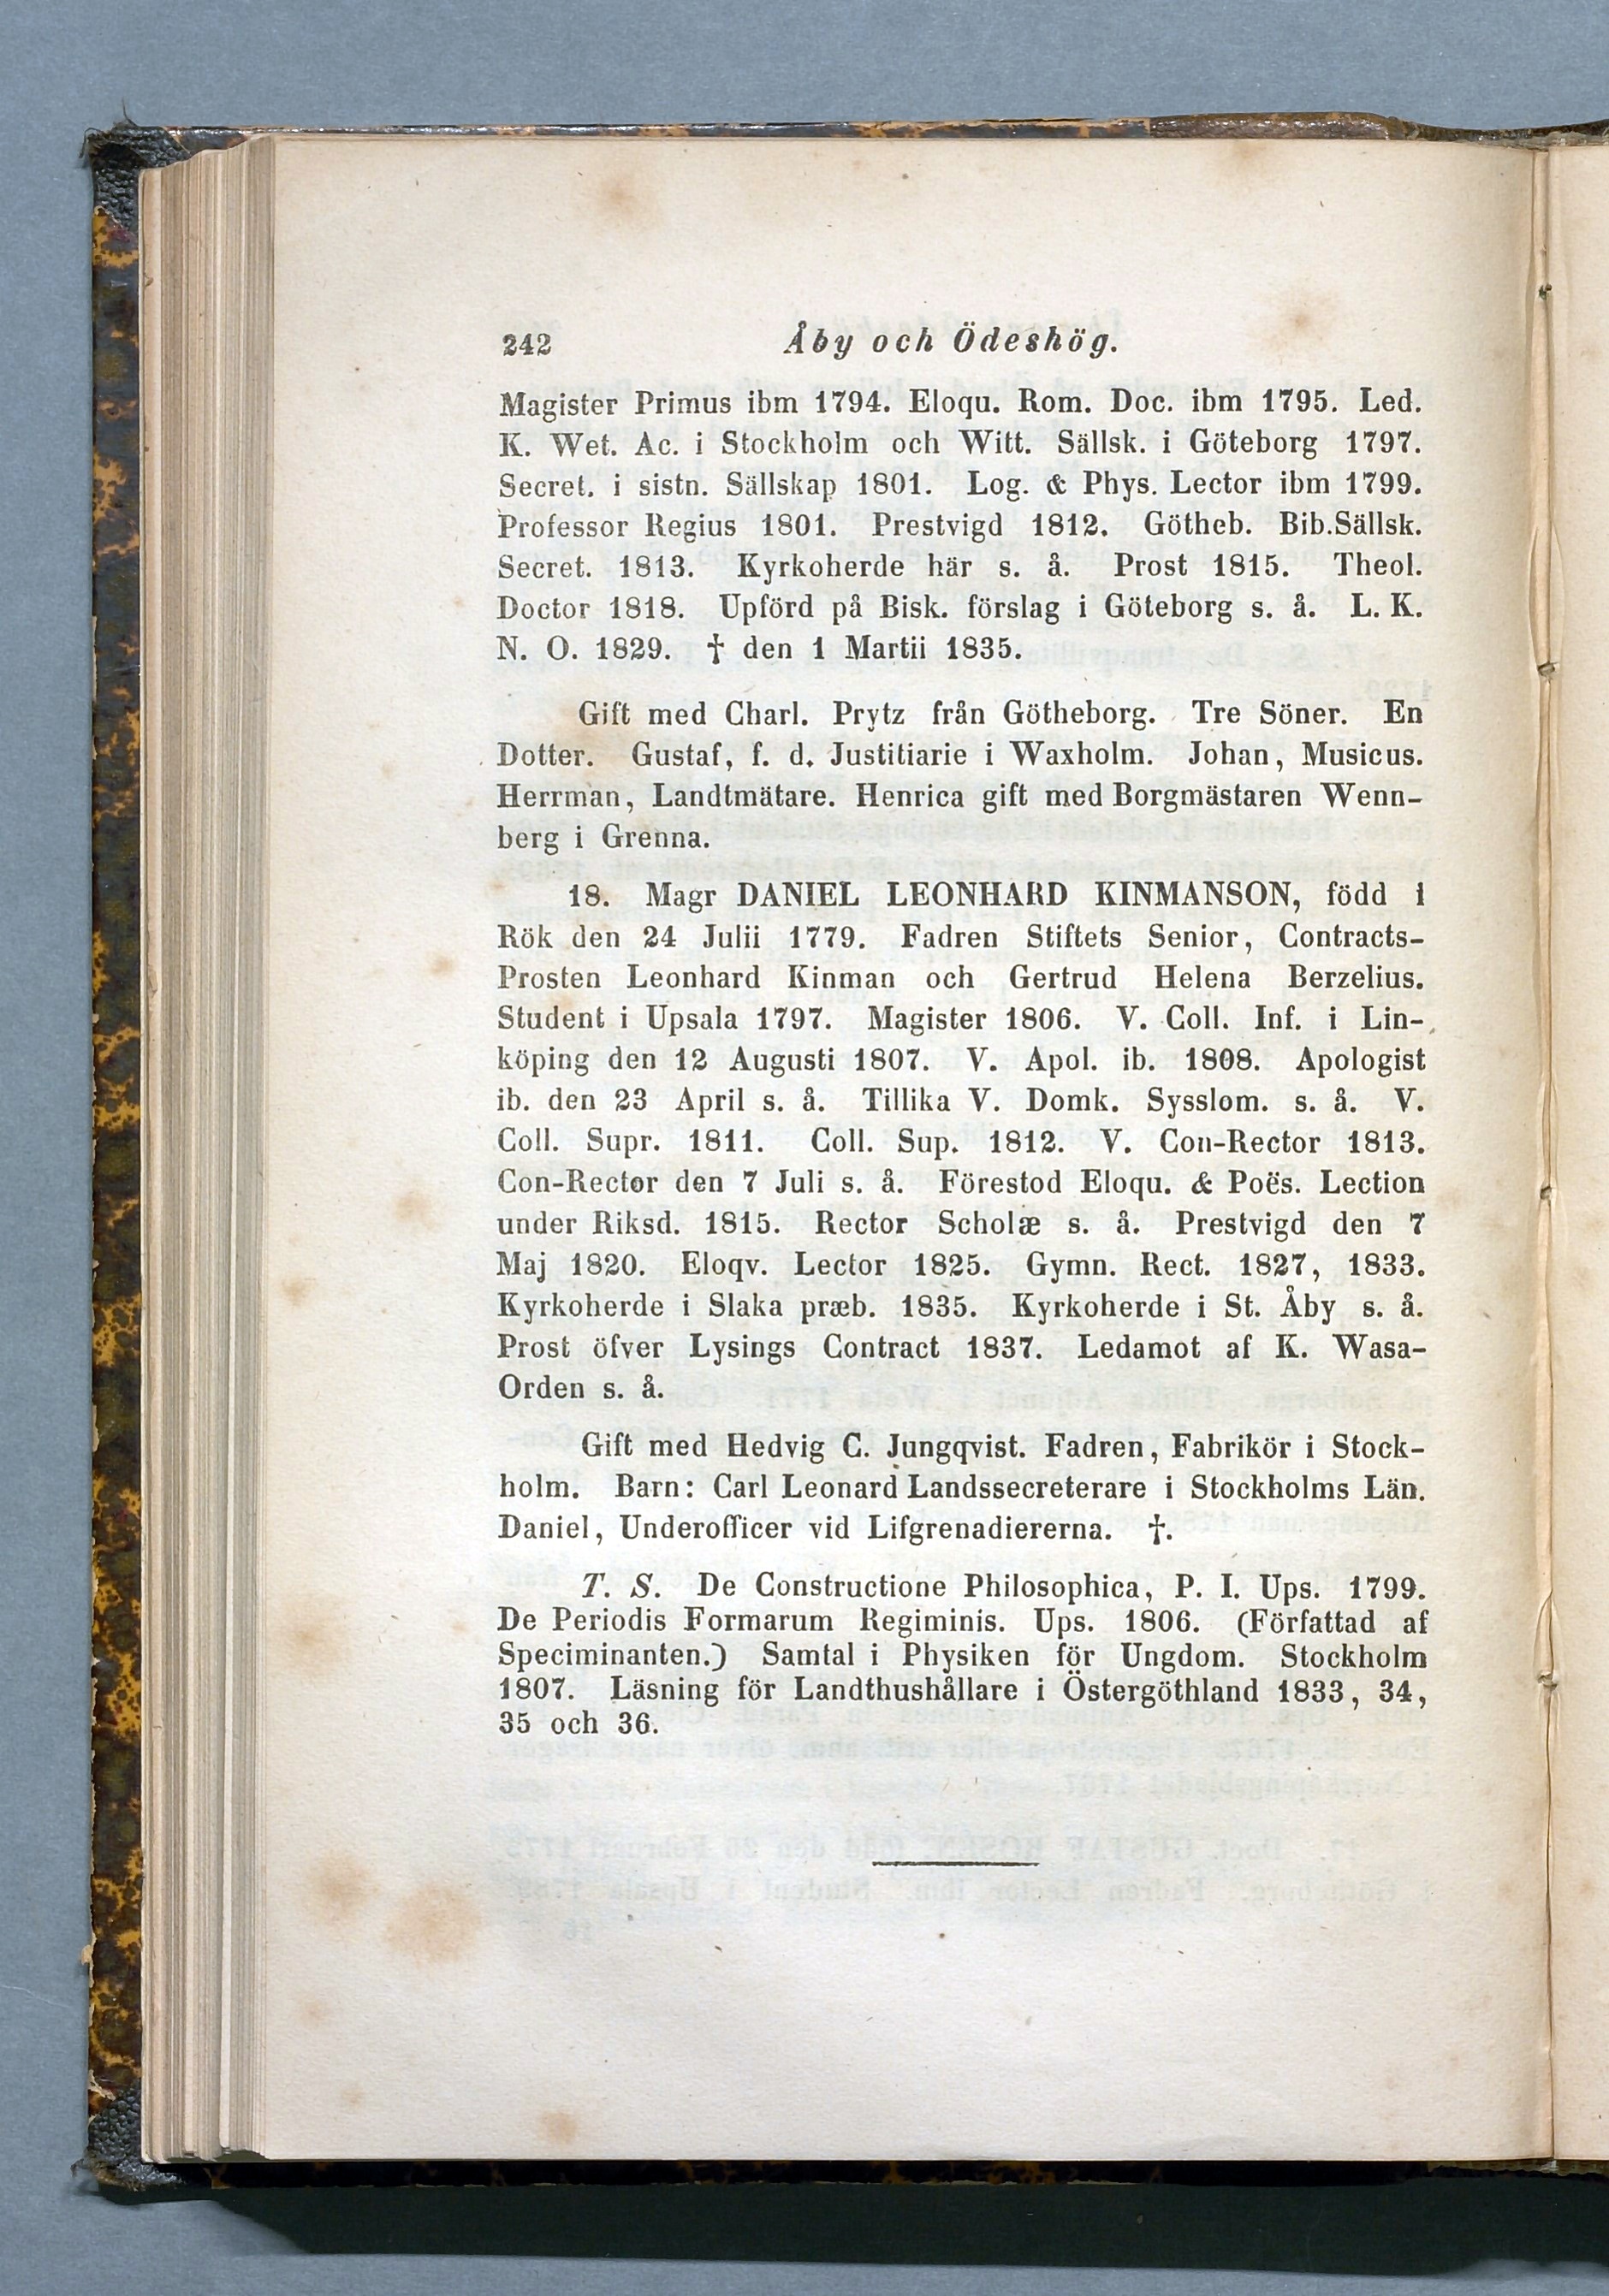 242 Åby och Ödeshög.
Magister Primus ibm 1794. Eloqu. Rom. Doc. ibm 1795. Led.
K. Wet. Ac. i Stockholm och Witt. Sällsk. i Göteborg 1797.
Secret. i sistn. Sällskap 1801. Log. & Phys. Lector ibm 1799.
Professor Regius 1801. Prestvigd 1812. Götheb. Bib.Sällsk.
Secret. 1813. Kyrkoherde här s. å. Prost 1815. Theol.
Doctor 1818. Upförd på Bisk. förslag i Göteborg s. å. L. K.
N. O. 1829. † den 1 Martii 1835.
Gift med Charl. Prytz från Götheborg. Tre Söner. En
Dotter. Gustaf, f. d. Justitiarie i Waxholm. Johan, Musicus.
Herrman, Landtmätare. Henrica gift med Borgmästaren Wenn-
berg i Grenna.
18. Magr DANIEL LEONHARD KINMANSON, född i
Rök den 24 Julii 1779. Fadren Stiftets Senior, Contracts-
Prosten Leonhard Kinman och Gertrud Helena Berzelius.
Student i Upsala 1797. Magister 1806. V. Coll. Inf. i Lin-
köping den 12 Augusti 1807. V. Apol. ib. 1808. Apologist
ib. den 23 April s. å. Tillika V. Domk. Sysslom. s. å. V.
Coll. Supr. 1811. Coll. Sup. 1812. V. Con-Rector 1813.
Con-Rector den 7 Juli s. å. Förestod Eloqu. & Poës. Lection
under Riksd. 1815. Rector Scholæ s. å. Prestvigd den 7
Maj 1820. Eloqv. Lector 1825. Gymn. Rect. 1827, 1833.
Kyrkoherde i Slaka præb. 1835. Kyrkoherde i St. Åby s. å.
Prost öfver Lysings Contract 1837. Ledamot af K. Wasa-
Orden s. å.
Gift med Hedvig C. Jungqvist. Fadren, Fabrikör i Stock-
holm. Barn: Carl Leonard Landssecreterare i Stockholms Län.
Daniel, Underofficer vid Lifgrenadiererna. †.
T. S. De Constructione Philosophica, P. I. Ups. 1799.
De Periodis Formarum Regiminis. Ups. 1806. (Författad af
Speciminanten.) Samtal i Physiken för Ungdom. Stockholm
1807. Läsning för Landthushållare i Östergöthland 1833, 34,
35 och 36.